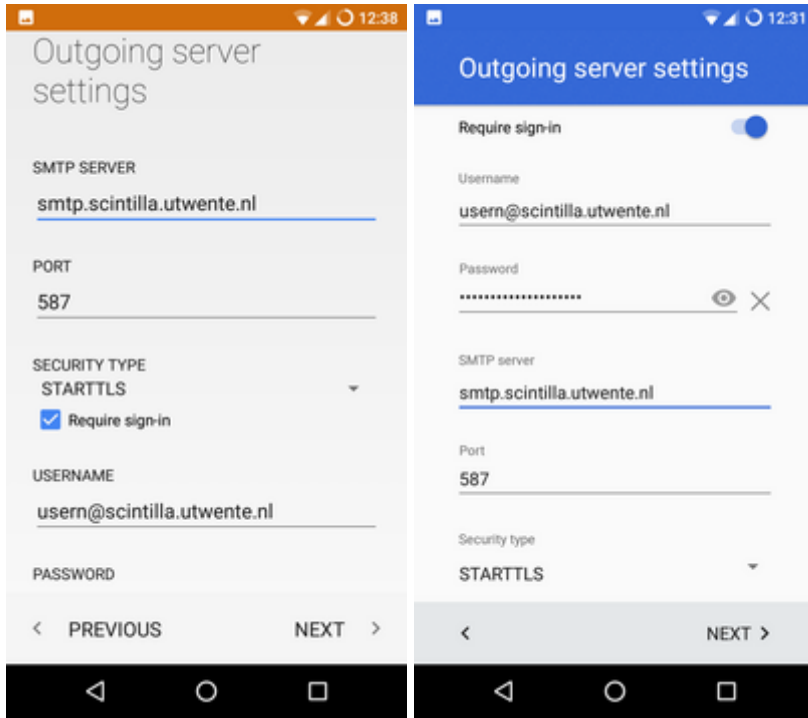 12:38
Outgoing server
settings
SMTP SERVER
smtp.scintilla.utwente.nl
PORT
587
SECURITY TYPE
STARTTLS
Require sign-in
USERNAME
usern@scintilla.utwente.nl
PASSWORD
PREVIOUS
NEXT
12:31
Outgoing server settings
Require sign-in
Username
usern@scintilla.utwente.nl
Password
••••••••••••••••••••
SMTP server
smtp.scintilla.utwente.nl
Port
587
Security type
STARTTLS
NEXT